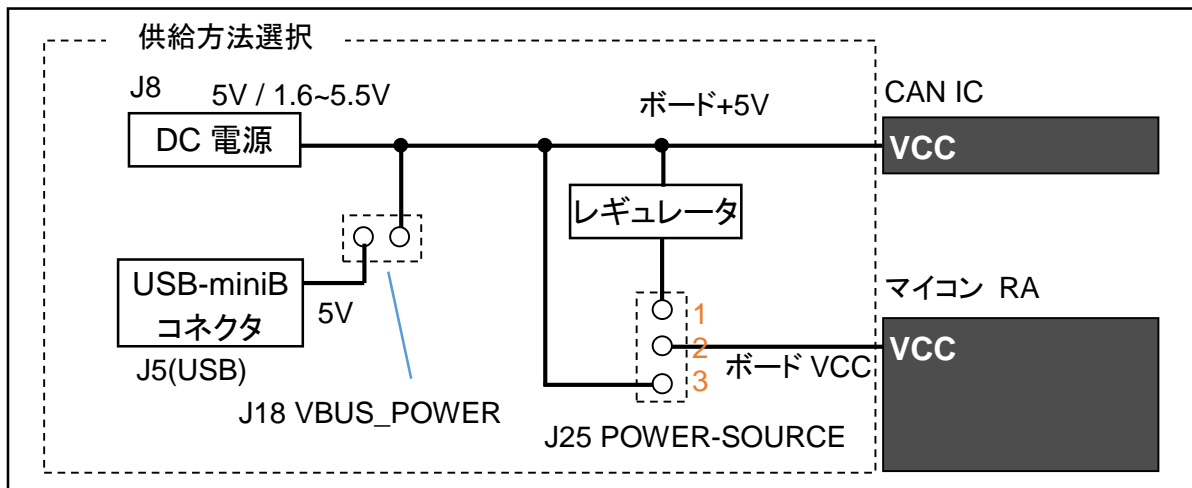 供給方法選択
J8
5V / 1.6~5.5V
DC 電源
ボード+5V
CAN IC
VCC
レギュレータ
USB-miniB
コネクタ
5V
J5(USB)
J18 VBUS_POWER
1
2
3
ボード VCC
J25 POWER-SOURCE
マイコン RA
VCC